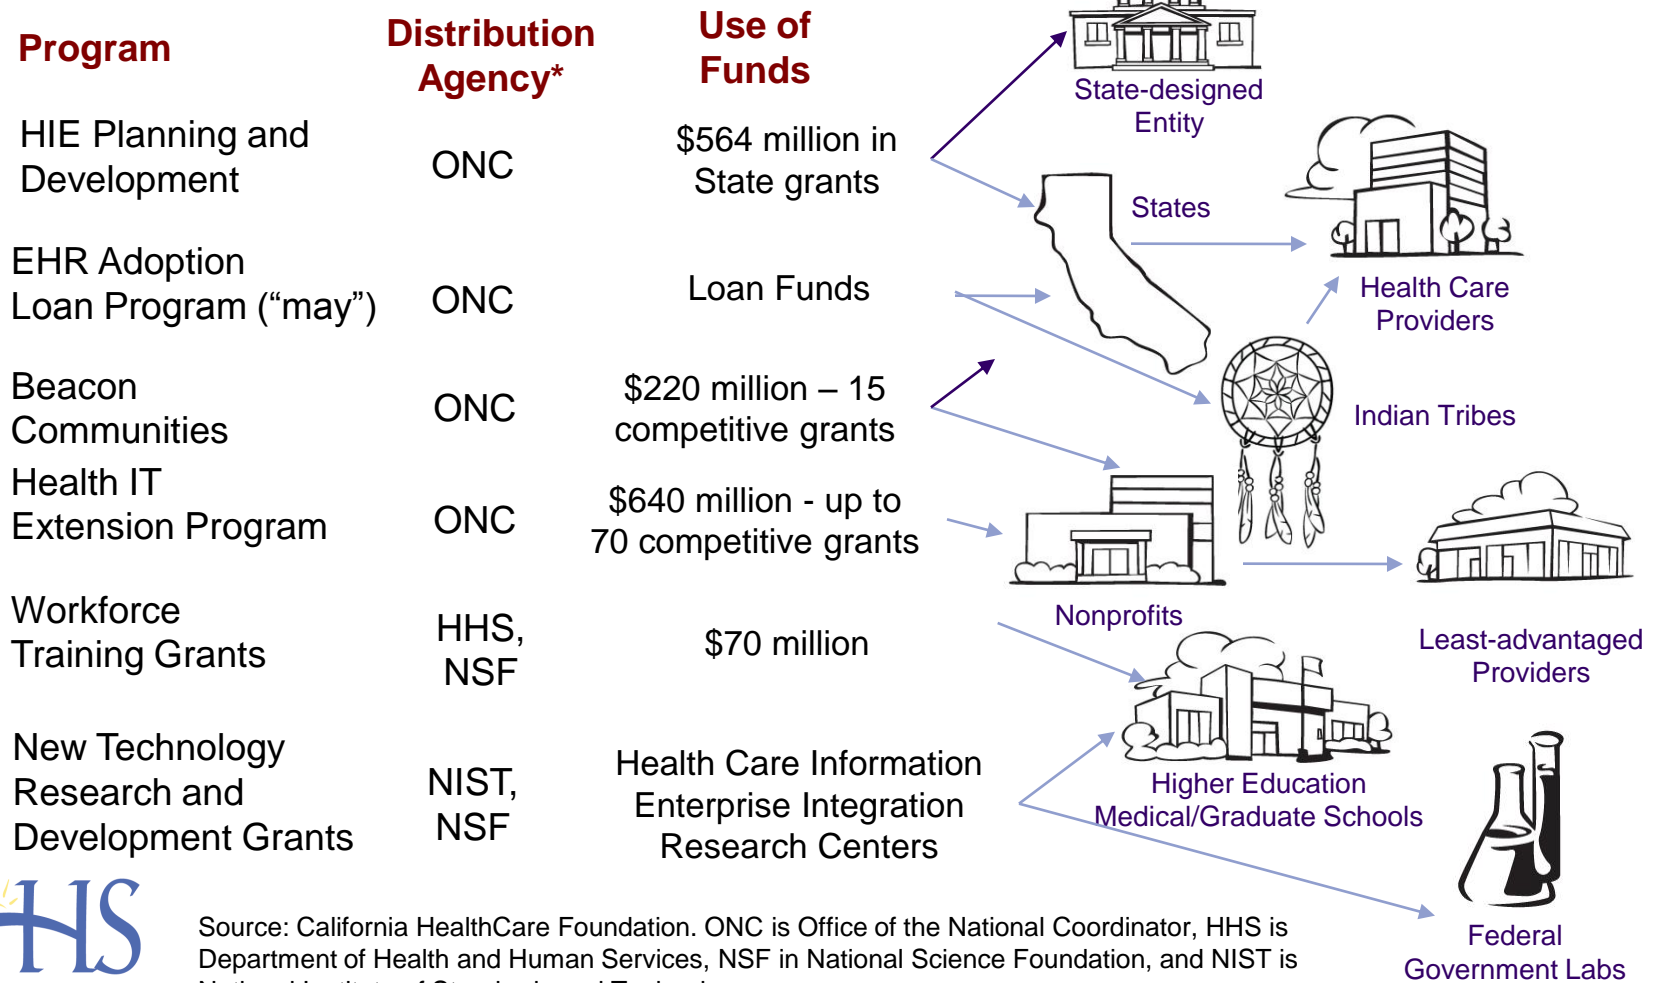 Program
Distribution
Agency*
Use of
Funds
HIE Planning and
Development
ONC
$564 million in
State grants
State-designed
Entity
States
Health Care
Providers
EHR Adoption
Loan Program (“may”)
ONC
Loan Funds
Indian Tribes
Beacon
Communities
ONC
$220 million – 15
competitive grants
Health IT
Extension Program
ONC
$640 million - up to
70 competitive grants
Nonprofits
Least-advantaged
Providers
Workforce
Training Grants
HHS,
NSF
$70 million
Higher Education
Medical/Graduate Schools
New Technology
Research and
Development Grants
NIST,
NSF
Health Care Information
Enterprise Integration
Research Centers
Federal
Government Labs
HS
Source: California HealthCare Foundation. ONC is Office of the National Coordinator, HHS is
Department of Health and Human Services, NSF in National Science Foundation, and NIST is